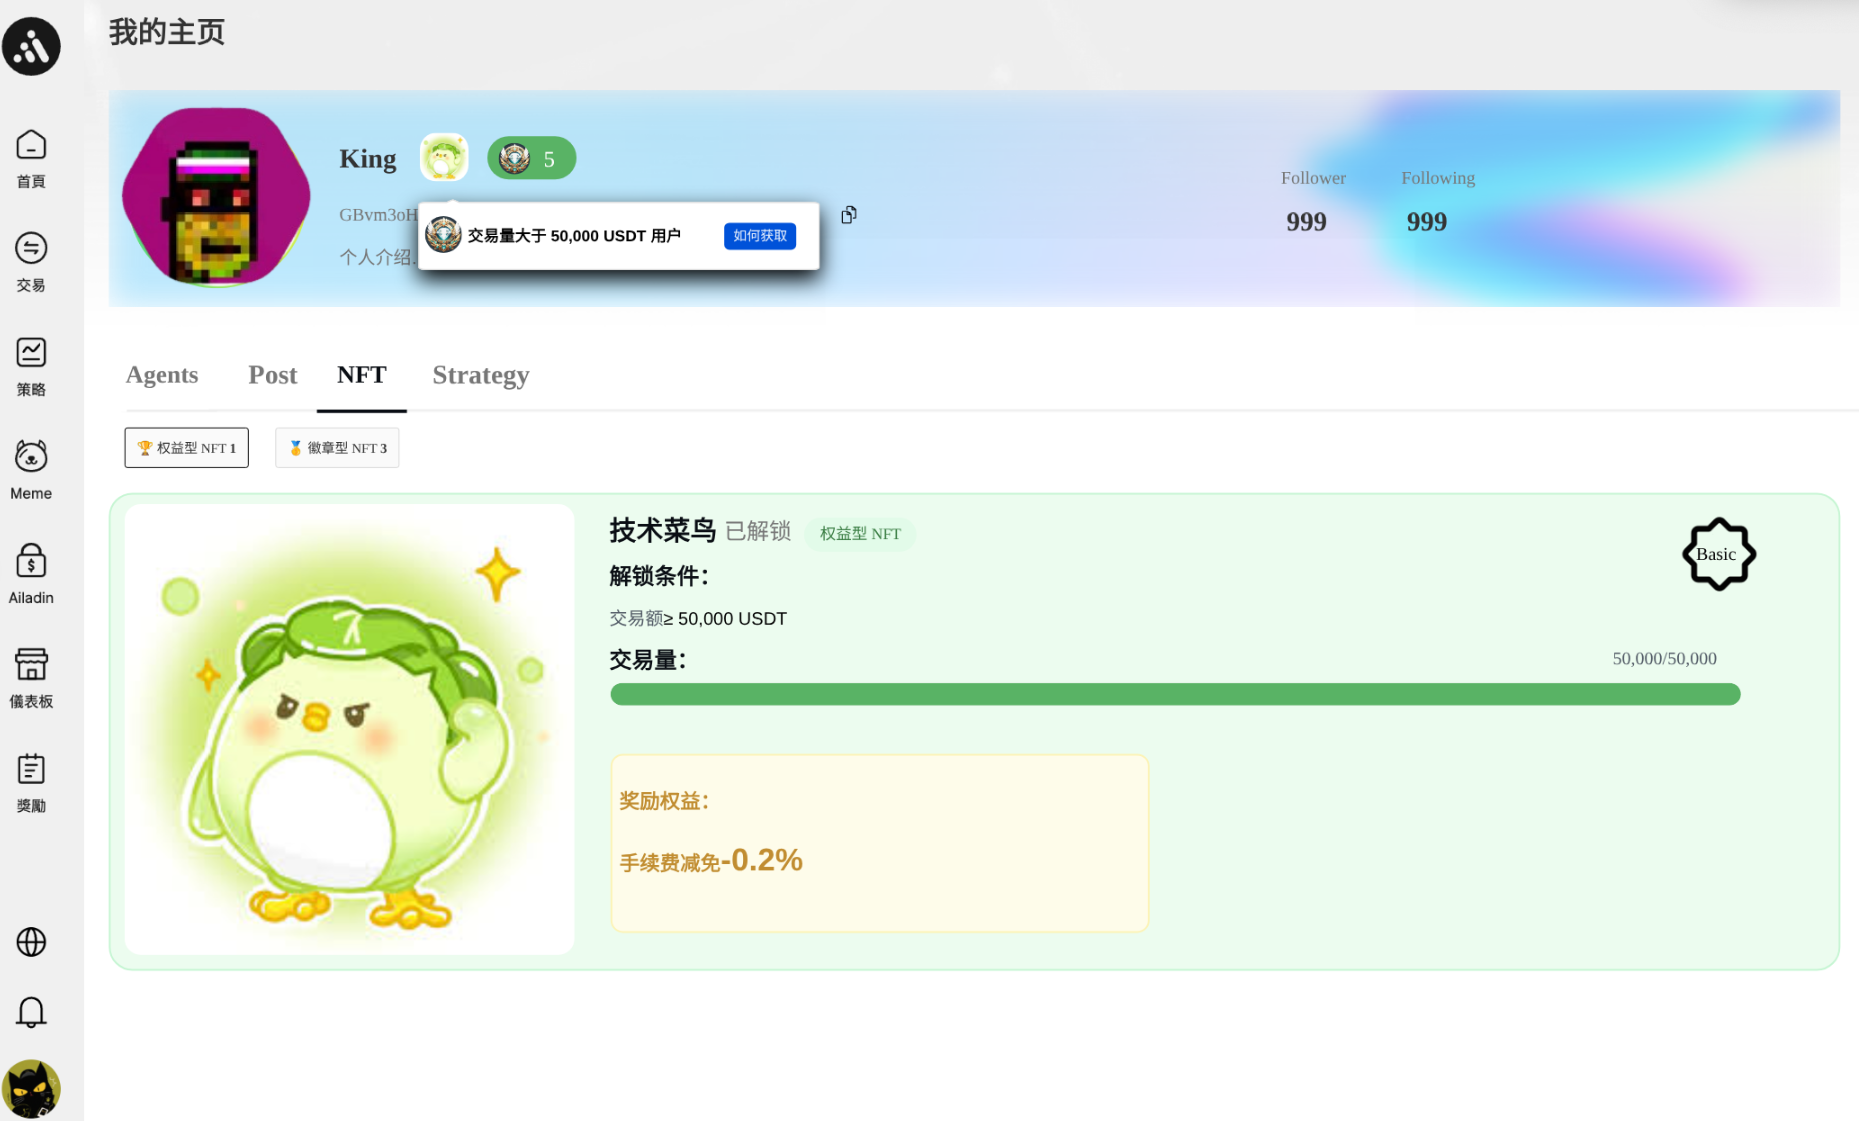 我的主页
首頁
交易
策略
Meme
Ailadin
儀表板
獎勵
King
5
GBvm3oH
个人介绍.
交易量大于 50,000 USDT 用户
如何获取
Follower
999
Following
999
Agents
Post
NFT
Strategy
🏆 权益型 NFT 1
🥇 徽章型 NFT 3
技术菜鸟 已解锁 权益型 NFT
Basic
解锁条件：
交易额≥ 50,000 USDT
交易量：
50,000/50,000
奖励权益：
手续费减免-0.2%